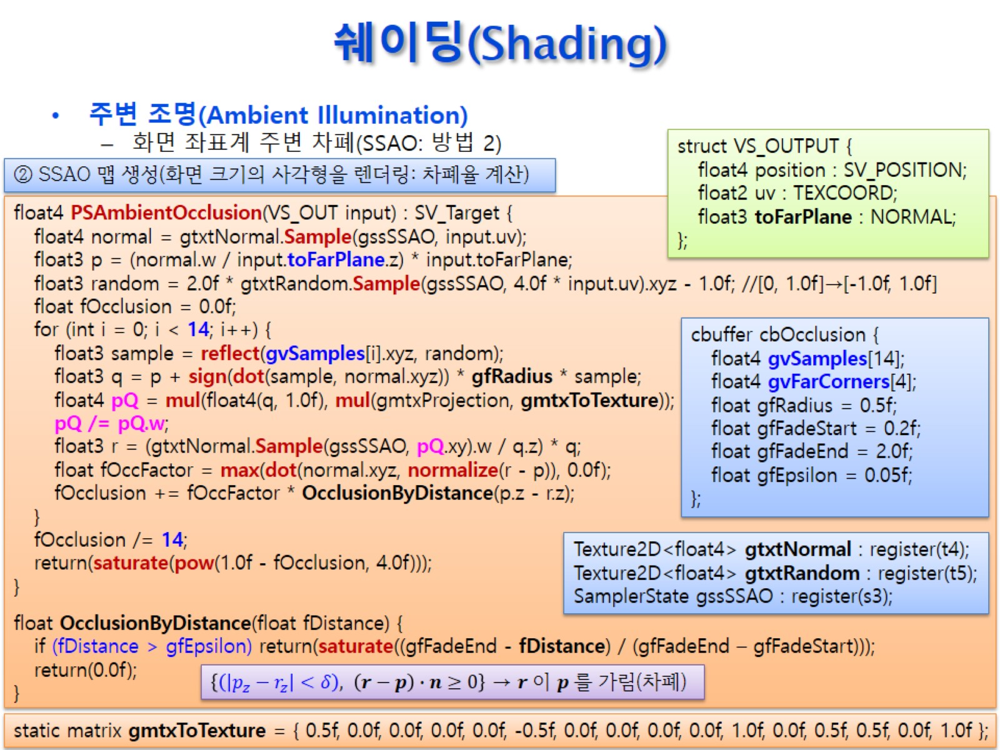 쉐이딩(Shading)
• 주변 조명(Ambient Illumination)
– 화면 좌표계 주변 차폐(SSAO: 방법 2)
② SSAO 맵 생성(화면 크기의 사각형을 렌더링: 차폐율 계산)
struct VS_OUTPUT {
float4 position : SV_POSITION;
float2 uv : TEXCOORD;
float3 toFarPlane : NORMAL;
};
float4 PSAmbientOcclusion(VS_OUT input) : SV_Target {
float4 normal = gtxtNormal.Sample(gssSSAO, input.uv);
float3 p = (normal.w / input.toFarPlane.z) * input.toFarPlane;
float3 random = 2.0f * gtxtRandom.Sample(gssSSAO, 4.0f * input.uv).xyz - 1.0f; //[0, 1.0f]→[-1.0f, 1.0f]
float fOcclusion = 0.0f;
for (int i = 0; i < 14; i++) {
float3 sample = reflect(gvSamples[i].xyz, random);
float3 q = p + sign(dot(sample, normal.xyz)) * gfRadius * sample;
float4 pQ = mul(float4(q, 1.0f), mul(gmtxProjection, gmtxToTexture));
pQ /= pQ.w;
float3 r = (gtxtNormal.Sample(gssSSAO, pQ.xy).w / q.z) * q;
float fOccFactor = max(dot(normal.xyz, normalize(r - p)), 0.0f);
fOcclusion += fOccFactor * OcclusionByDistance(p.z - r.z);
}
fOcclusion /= 14;
return(saturate(pow(1.0f - fOcclusion, 4.0f)));
}
cbuffer cbOcclusion {
float4 gvSamples[14];
float4 gvFarCorners[4];
float gfRadius = 0.5f;
float gfFadeStart = 0.2f;
float gfFadeEnd = 2.0f;
float gfEpsilon = 0.05f;
};
Texture2D<float4> gtxtNormal : register(t4);
Texture2D<float4> gtxtRandom : register(t5);
SamplerState gssSSAO : register(s3);
float OcclusionByDistance(float fDistance) {
if (fDistance > gfEpsilon) return(saturate((gfFadeEnd - fDistance) / (gfFadeEnd – gfFadeStart)));
return(0.0f);
}
{(|p_z − r_z| < δ), (r − p) · n ≥ 0} → r 이 p 를 가림(차폐)
static matrix gmtxToTexture = { 0.5f, 0.0f, 0.0f, 0.0f, 0.0f, -0.5f, 0.0f, 0.0f, 0.0f, 0.0f, 1.0f, 0.0f, 0.5f, 0.5f, 0.0f, 1.0f };